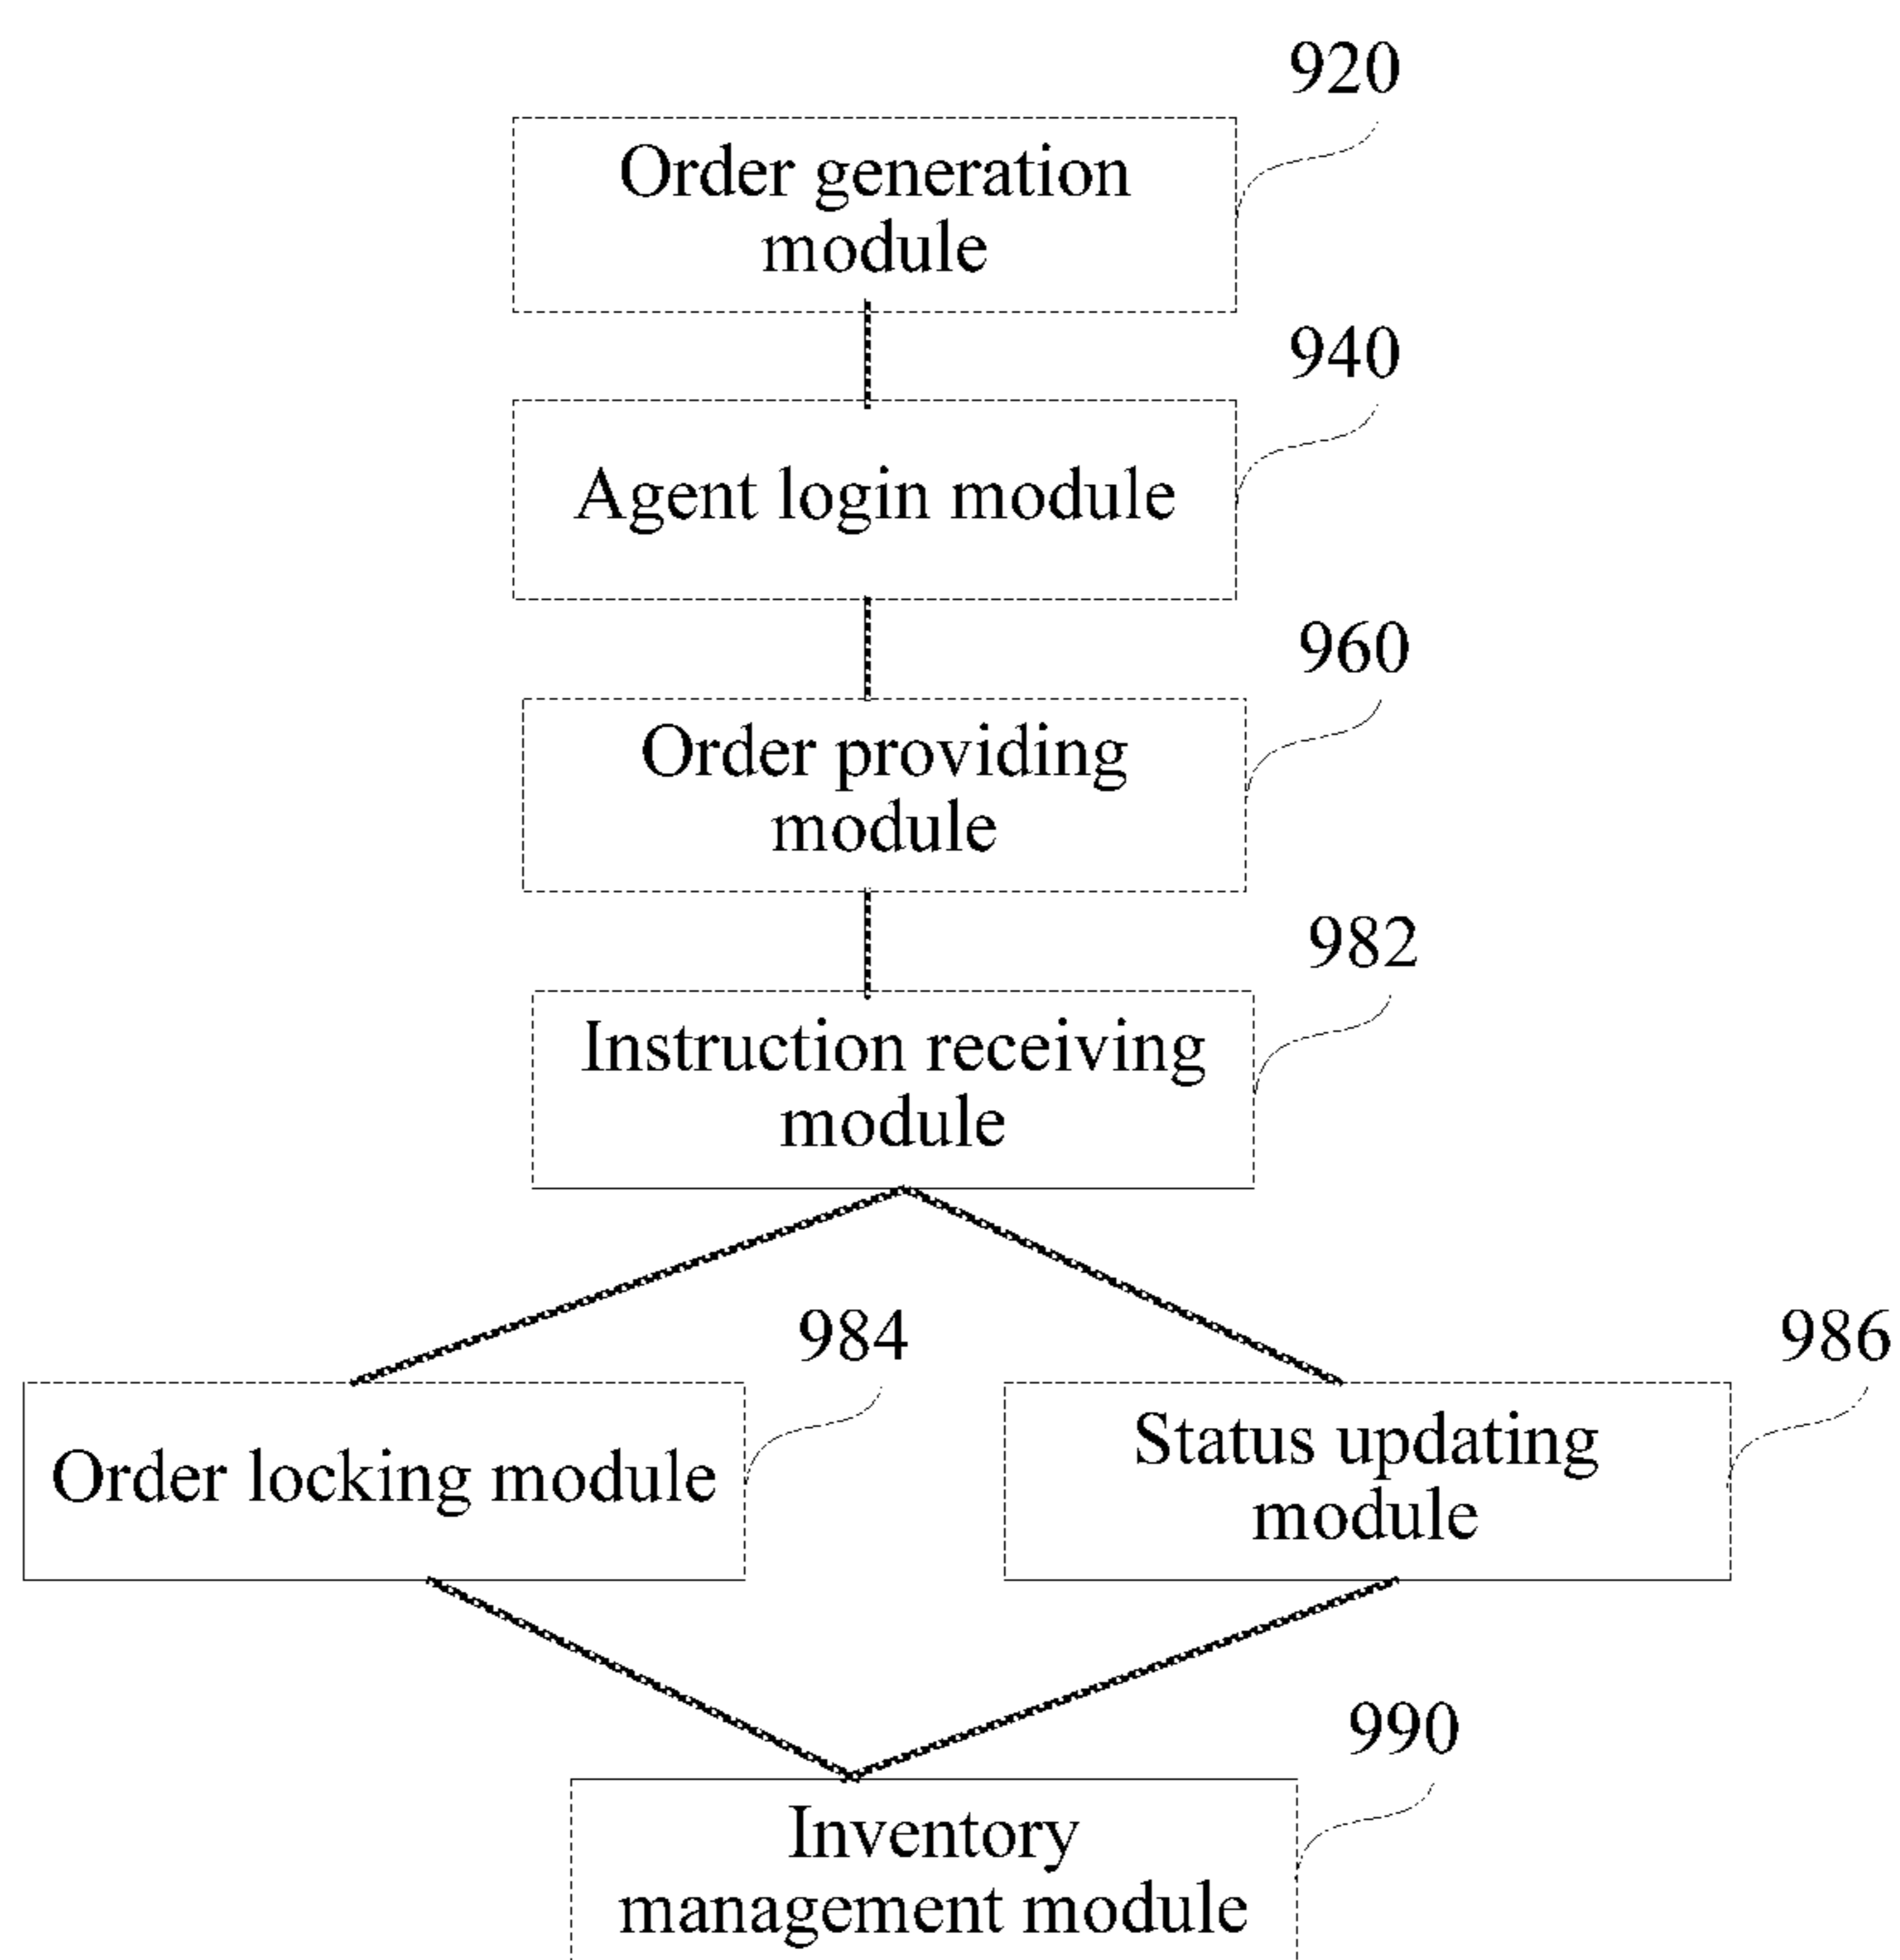 920
Order generation
module
940
Agent login module
960
Order providing
module
982
Instruction receiving
module
984
986
Order locking module
Status updating
module
990
Inventory
management module